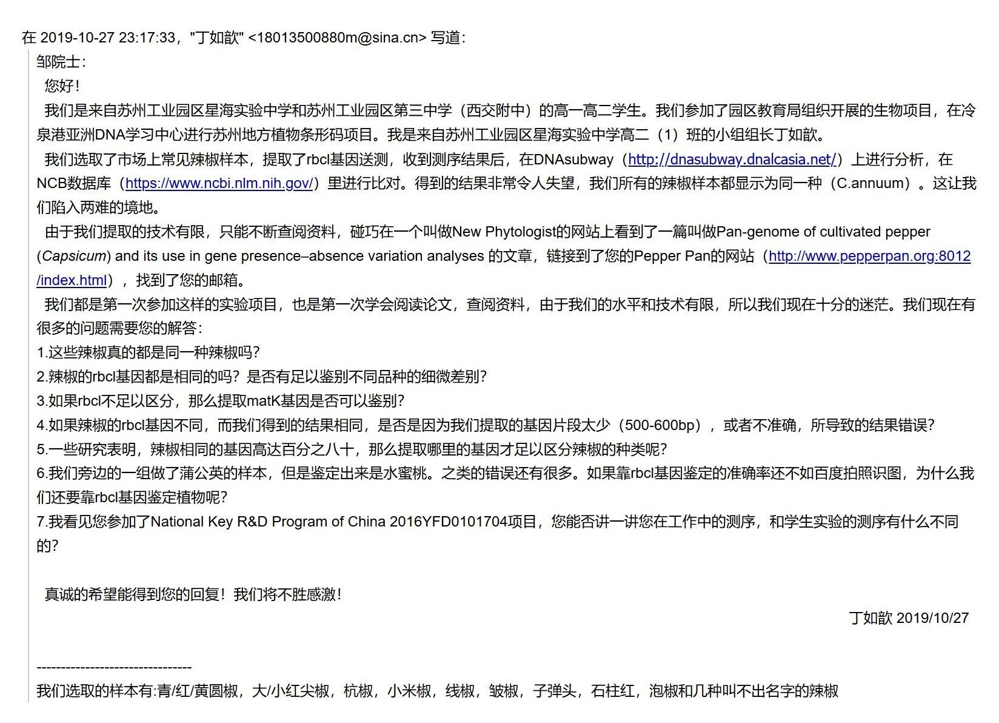 在 2019-10-27 23:17:33，"丁如歆" <18013500880m@sina.cn> 写道：
邹院士：
您好！
我们是来自苏州工业园区星海实验中学和苏州工业园区第三中学（西交附中）的高一高二学生。我们参加了园区教育局组织开展的生物项目，在冷
泉港亚洲DNA学习中心进行苏州地方植物条形码项目。我是来自苏州工业园区星海实验中学高二（1）班的小组组长丁如歆。
我们选取了市场上常见辣椒样本，提取了rbcl基因送测，收到测序结果后，在DNAsubway（http://dnasubway.dnalcasia.net/）上进行分析，在
NCB数据库（https://www.ncbi.nlm.nih.gov/）里进行比对。得到的结果非常令人失望，我们所有的辣椒样本都显示为同一种（C.annuum）。这让我
们陷入两难的境地。
由于我们提取的技术有限，只能不断查阅资料，碰巧在一个叫做New Phytologist的网站上看到了一篇叫做Pan-genome of cultivated pepper
(Capsicum) and its use in gene presence–absence variation analyses 的文章，链接到了您的Pepper Pan的网站（http://www.pepperpan.org:8012
/index.html），找到了您的邮箱。
我们都是第一次参加这样的实验项目，也是第一次学会阅读论文，查阅资料，由于我们的水平和技术有限，所以我们现在十分的迷茫。我们现在有
很多的问题需要您的解答：
1.这些辣椒真的都是同一种辣椒吗？
2.辣椒的rbcl基因都是相同的吗？是否有足以鉴别不同品种的细微差别？
3.如果rbcl不足以区分，那么提取matK基因是否可以鉴别？
4.如果辣椒的rbcl基因不同，而我们得到的结果相同，是否是因为我们提取的基因片段太少（500-600bp），或者不准确，所导致的结果错误？
5.一些研究表明，辣椒相同的基因高达百分之八十，那么提取哪里的基因才足以区分辣椒的种类呢？
6.我们旁边的一组做了蒲公英的样本，但是鉴定出来是水蜜桃。之类的错误还有很多。如果靠rbcl基因鉴定的准确率还不如百度拍照识图，为什么我
们还要靠rbcl基因鉴定植物呢？
7.我看见您参加了National Key R&D Program of China 2016YFD0101704项目，您能否讲一讲您在工作中的测序，和学生实验的测序有什么不同
的？
真诚的希望能得到您的回复！我们将不胜感激！
丁如歆 2019/10/27
--------------------------------
我们选取的样本有:青/红/黄圆椒，大/小红尖椒，杭椒，小米椒，线椒，皱椒，子弹头，石柱红，泡椒和几种叫不出名字的辣椒